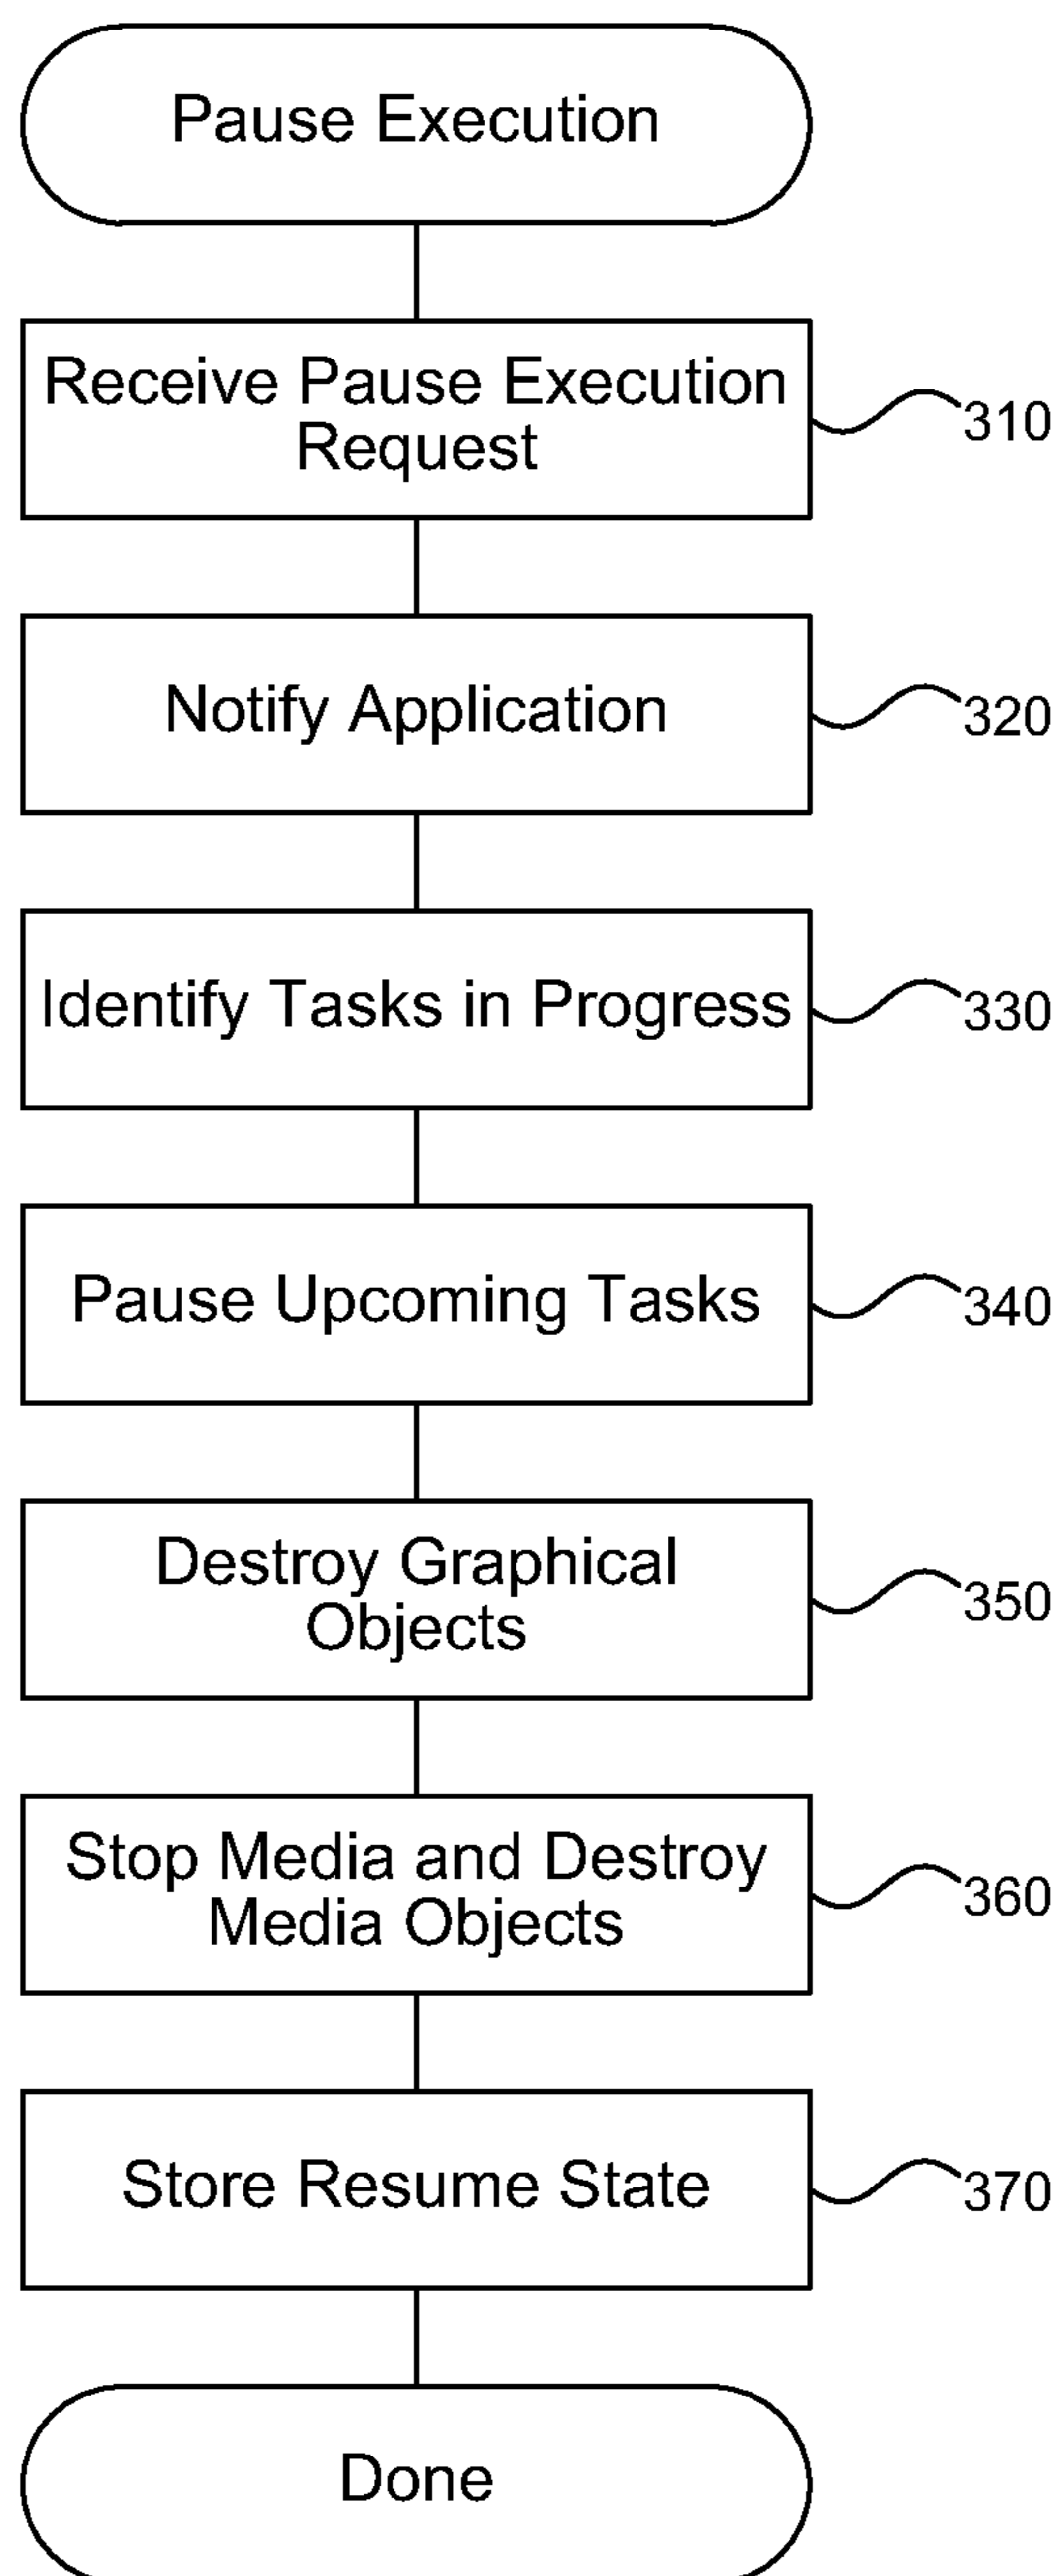 Pause Execution
Receive Pause Execution
Request
310
Notify Application
320
Identify Tasks in Progress
330
Pause Upcoming Tasks
340
Destroy Graphical
Objects
350
Stop Media and Destroy
Media Objects
360
Store Resume State
370
Done